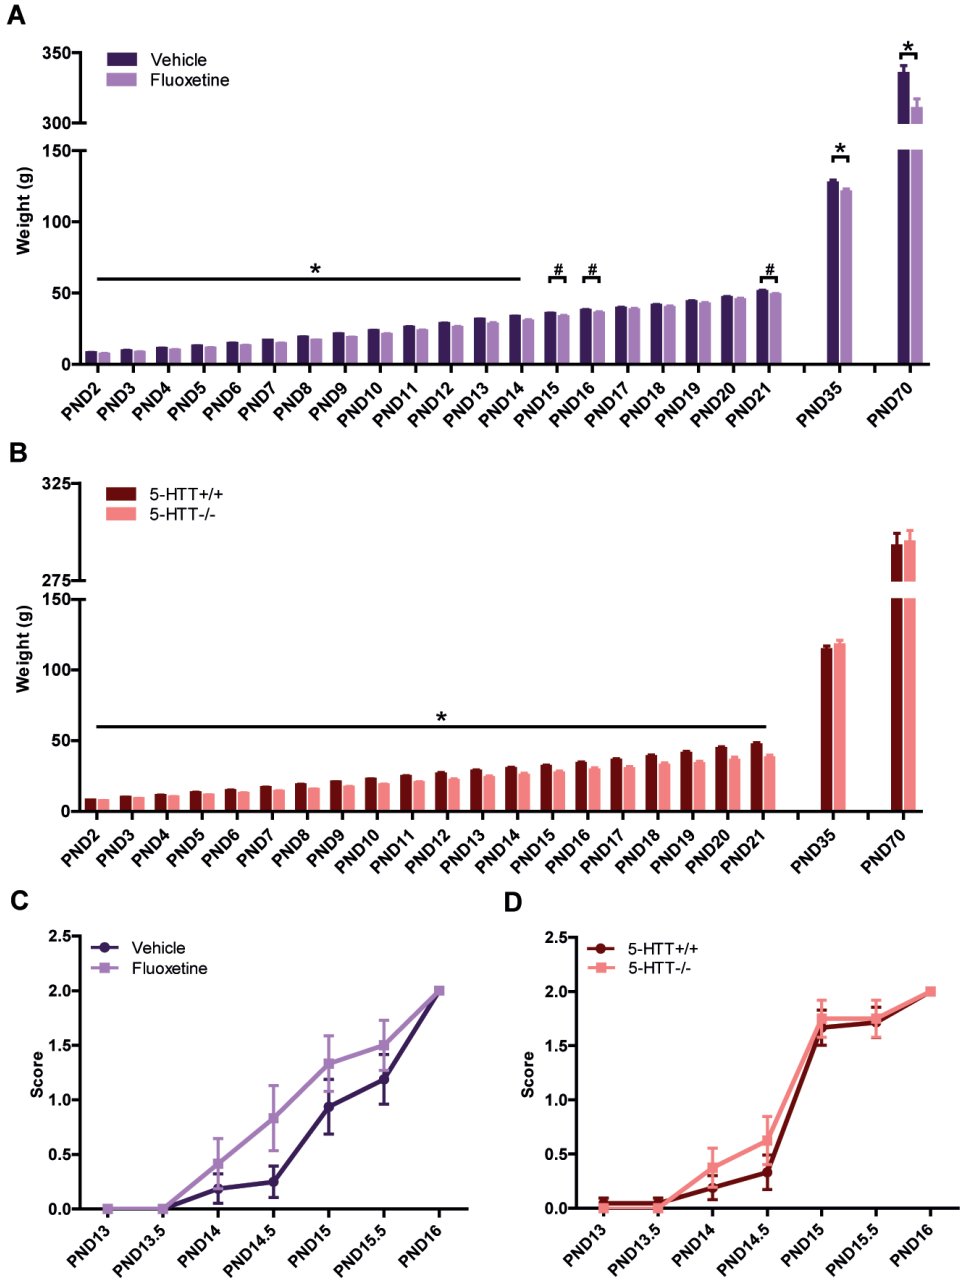 A
350
300
150
100
50
0
Weight (g)
Vehicle
Fluoxetine
*
#
#
#
*
*
PND2 PND3 PND4 PND5 PND6 PND7 PND8 PND9 PND10 PND11 PND12 PND13 PND14 PND15 PND16 PND17 PND18 PND19 PND20 PND21 PND35 PND70
B
325
275
150
100
50
0
Weight (g)
5-HTT+/+
5-HTT-/-
*
PND2 PND3 PND4 PND5 PND6 PND7 PND8 PND9 PND10 PND11 PND12 PND13 PND14 PND15 PND16 PND17 PND18 PND19 PND20 PND21 PND35 PND70
C
2.5
2.0
1.5
1.0
0.5
0.0
Score
Vehicle
Fluoxetine
PND13 PND13.5 PND14 PND14.5 PND15 PND15.5 PND16
D
2.5
2.0
1.5
1.0
0.5
0.0
Score
5-HTT+/+
5-HTT-/-
PND13 PND13.5 PND14 PND14.5 PND15 PND15.5 PND16